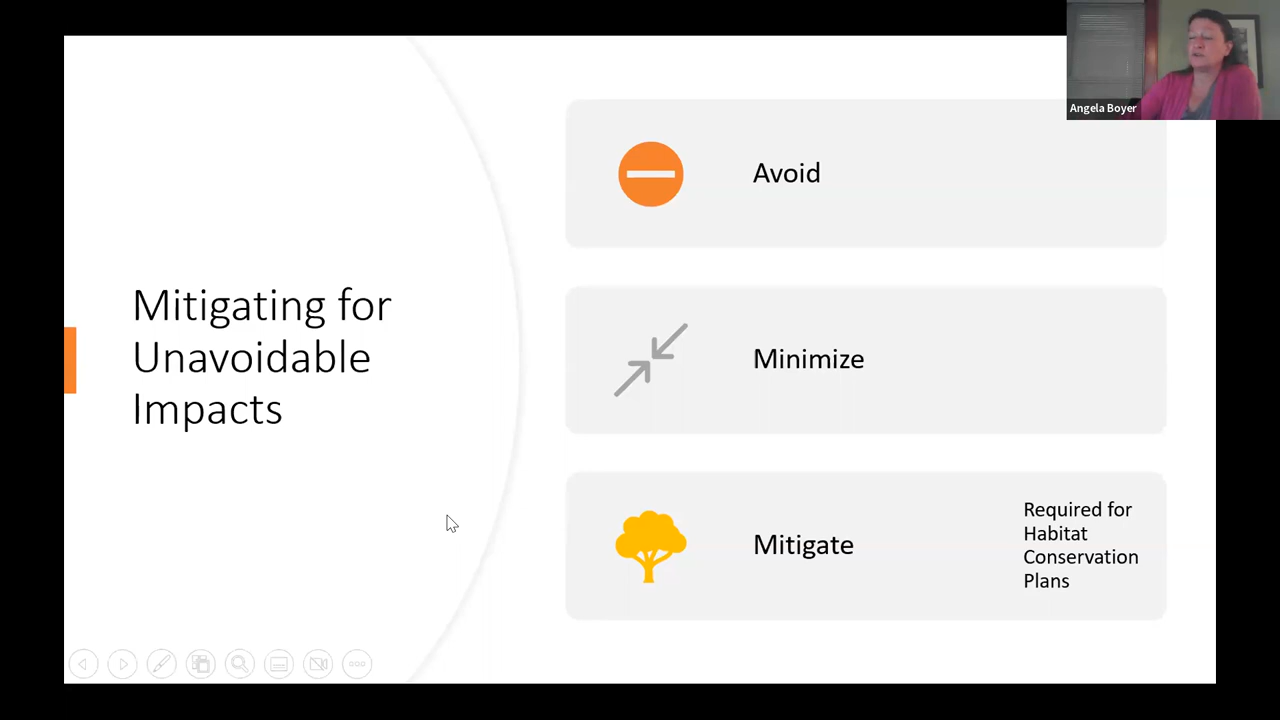 Mitigating for
Unavoidable
Impacts
Avoid
Minimize
Mitigate
Required for
Habitat
Conservation
Plans
Angela Boyer